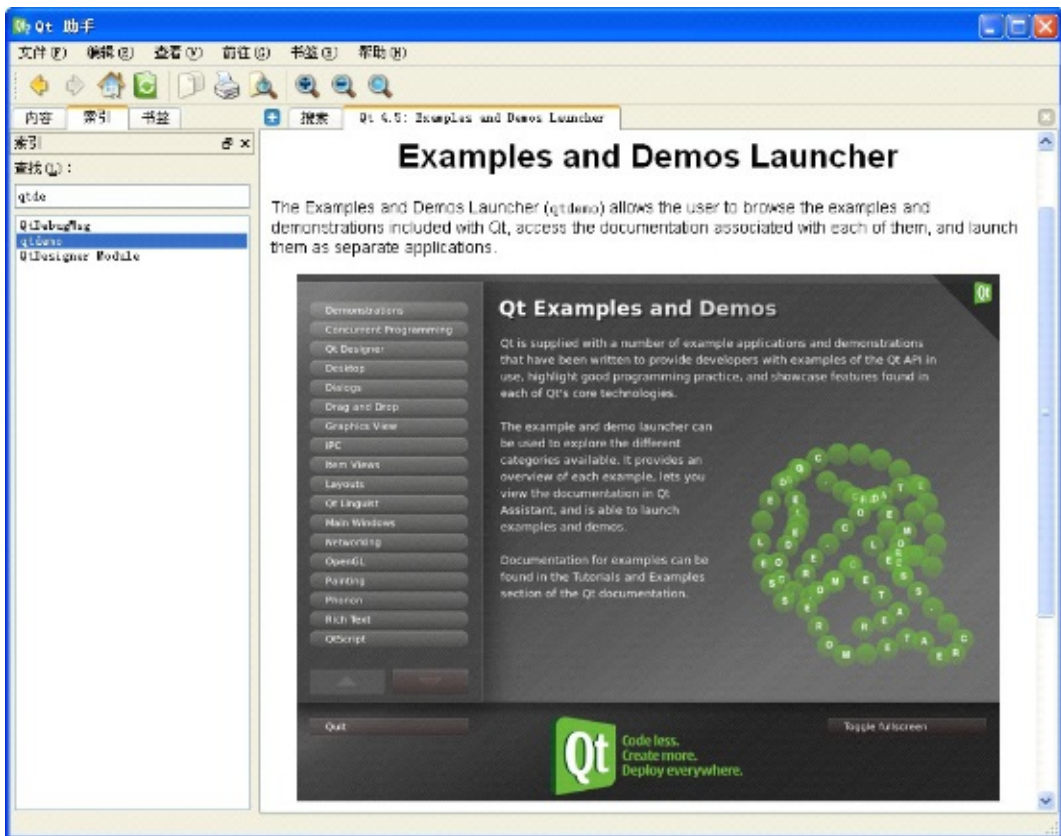 Qt 助手
文件(F) 编辑(E) 查看(V) 前往(G) 书签(B) 帮助(H)
内容 索引 书签
搜索 Qt 4.5: Examples and Demos Launcher
索引
查找(L):
qtde
QtDebugMsg
qtdemo
QtDesigner Module
Examples and Demos Launcher
The Examples and Demos Launcher (qtdemo) allows the user to browse the examples and
demonstrations included with Qt, access the documentation associated with each of them, and launch
them as separate applications.
Demonstrations
Concurrent Programming
Qt Designer
Desktop
Dialogs
Drag and Drop
Graphics View
IPC
Item Views
Layouts
Qt Linguist
Main Windows
Networking
OpenGL
Painting
Phonon
Rich Text
QtScript
Quit
Qt Examples and Demos
Qt is supplied with a number of example applications and demonstrations
that have been written to provide developers with examples of the Qt API in
use, highlight good programming practice, and showcase features found in
each of Qt's core technologies.
The example and demo launcher can
be used to explore the different
categories available. It provides an
overview of each example, lets you
view the documentation in Qt
Assistant, and is able to launch
examples and demos.
Documentation for examples can be
found in the Tutorials and Examples
section of the Qt documentation.
Qt
Qt
Code less.
Create more.
Deploy everywhere.
Toggle fullscreen